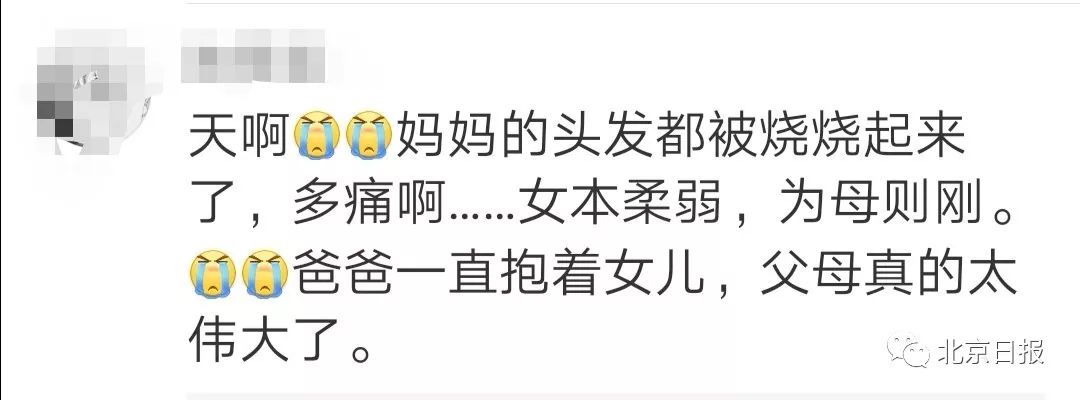 天啊😭😭妈妈的头发都被烧烧起来
了，多痛啊……女本柔弱，为母则刚。
😭😭爸爸一直抱着女儿，父母真的太
伟大了。
北京日报